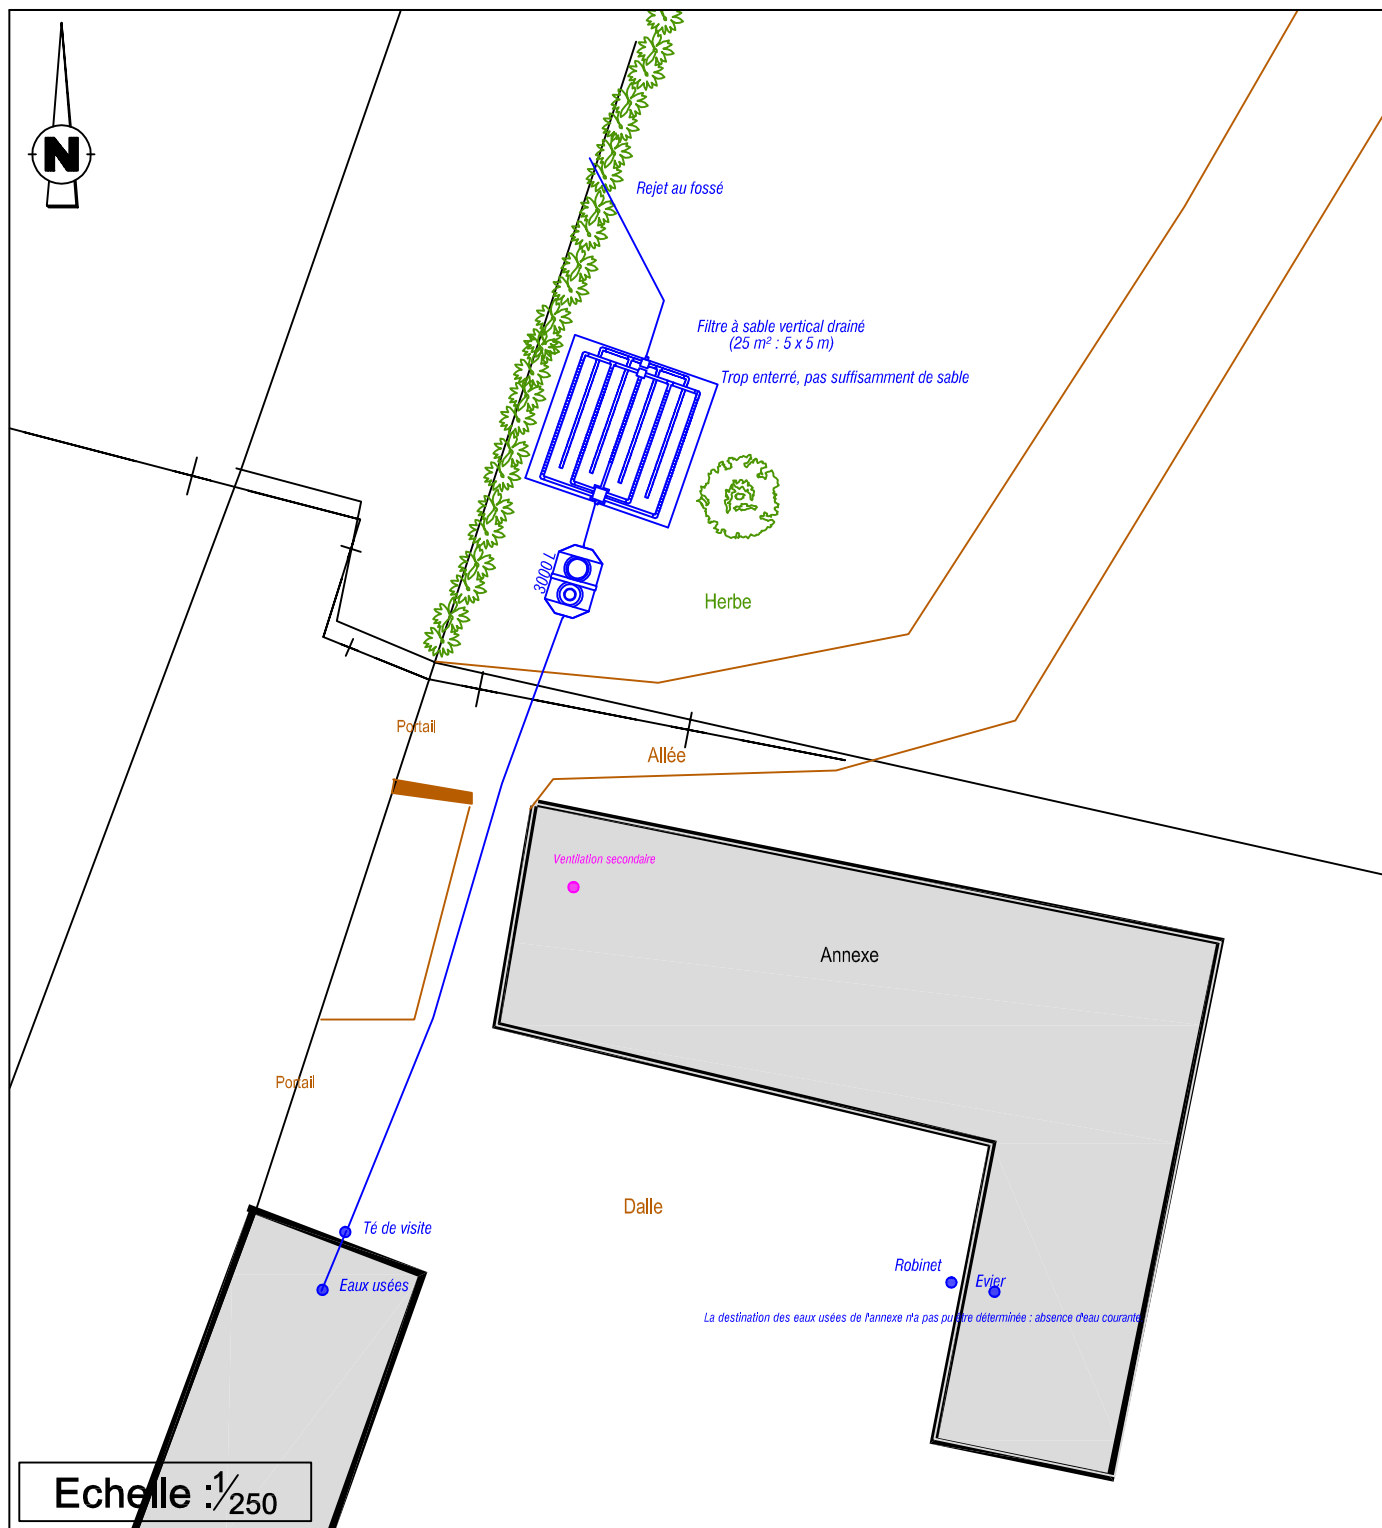 N
Rejet au fossé
Filtre à sable vertical drainé
(25 m² : 5 x 5 m)
Trop enterré, pas suffisamment de sable
3000 L
Herbe
Portail
Allée
Ventilation secondaire
Annexe
Portail
Dalle
Té de visite
Eaux usées
Robinet
Evier
La destination des eaux usées de l'annexe n'a pas pu être déterminée : absence d'eau courante
Echelle : 1/250